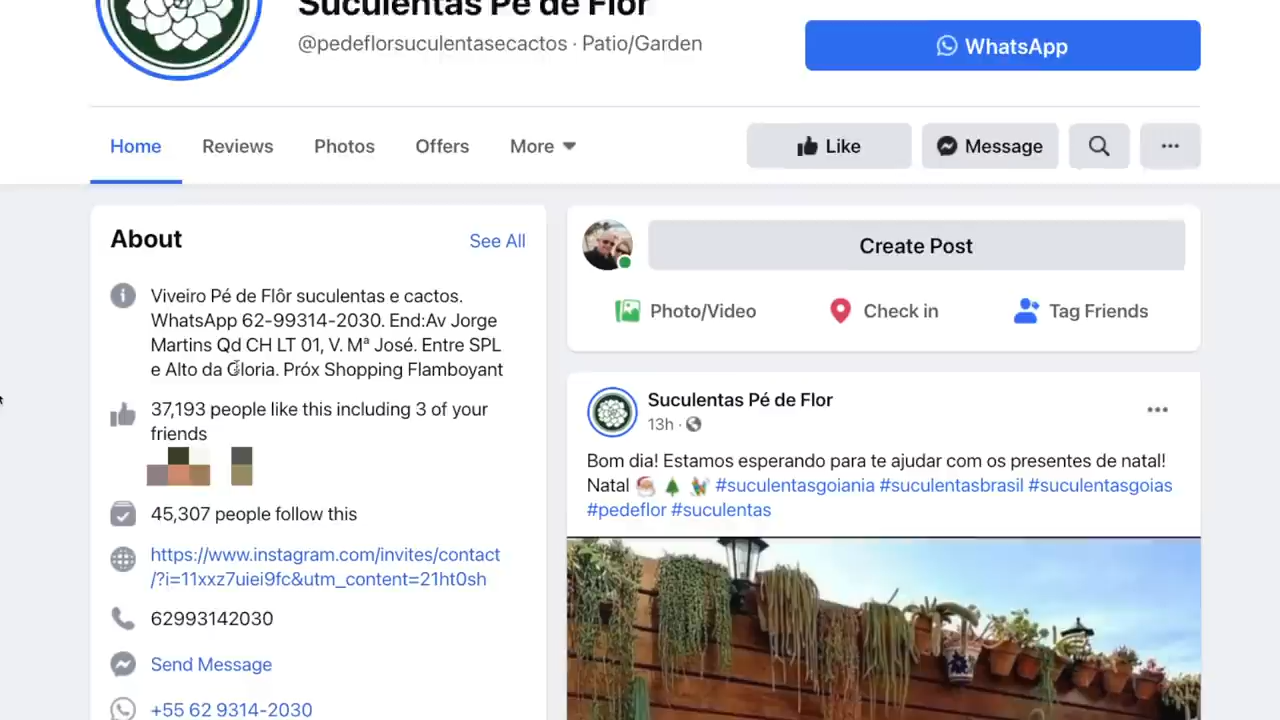 Suculentas Pé de Flor
@pedeflorsuculentasecactos · Patio/Garden
WhatsApp
Home
Reviews
Photos
Offers
More
Like
Message
About
See All
Viveiro Pé de Flôr suculentas e cactos.
WhatsApp 62-99314-2030. End:Av Jorge
Martins Qd CH LT 01, V. Mª José. Entre SPL
e Alto da Gloria. Próx Shopping Flamboyant
37,193 people like this including 3 of your
friends
45,307 people follow this
https://www.instagram.com/invites/contact
/?i=11xxz7uiei9fc&utm_content=21ht0sh
62993142030
Send Message
+55 62 9314-2030
Create Post
Photo/Video
Check in
Tag Friends
Suculentas Pé de Flor
13h ·
Bom dia! Estamos esperando para te ajudar com os presentes de natal!
Natal 🎅 🎄 🦋 #suculentasgoiania #suculentasbrasil #suculentasgoias
#pedeflor #suculentas